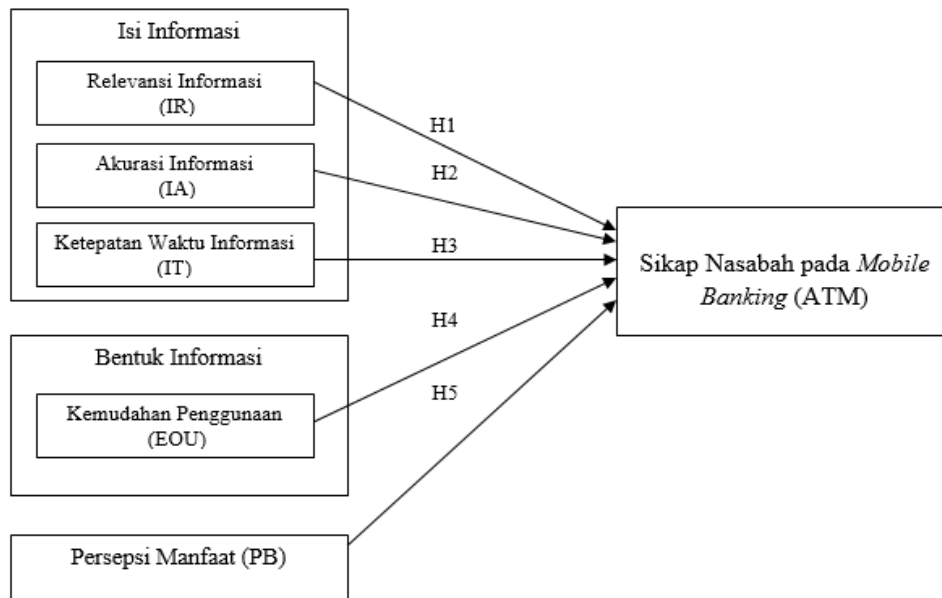 Isi Informasi
Relevansi Informasi
(IR)
Akurasi Informasi
(IA)
Ketepatan Waktu Informasi
(IT)
Bentuk Informasi
Kemudahan Penggunaan
(EOU)
Persepsi Manfaat (PB)
H1
H2
H3
H4
H5
Sikap Nasabah pada Mobile
Banking (ATM)